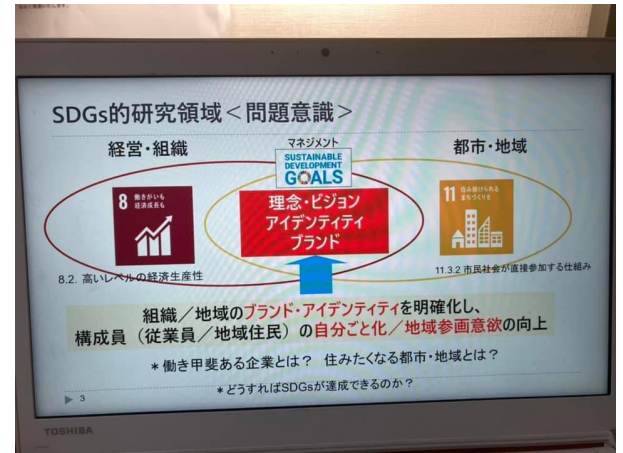 SDGs的研究領域＜問題意識＞
経営・組織
マネジメント
都市・地域
SUSTAINABLE
DEVELOPMENT
GOALS
8 働きがいも
経済成長も
理念・ビジョン
アイデンティティ
ブランド
11 住み続けられる
まちづくりを
8.2. 高いレベルの経済生産性
11.3.2 市民社会が直接参加する仕組み
組織／地域のブランド・アイデンティティを明確化し、
構成員（従業員／地域住民）の自分ごと化／地域参画意欲の向上
＊働き甲斐ある企業とは？ 住みたくなる都市・地域とは？
＊どうすればSDGsが達成できるのか？
3
TOSHIBA